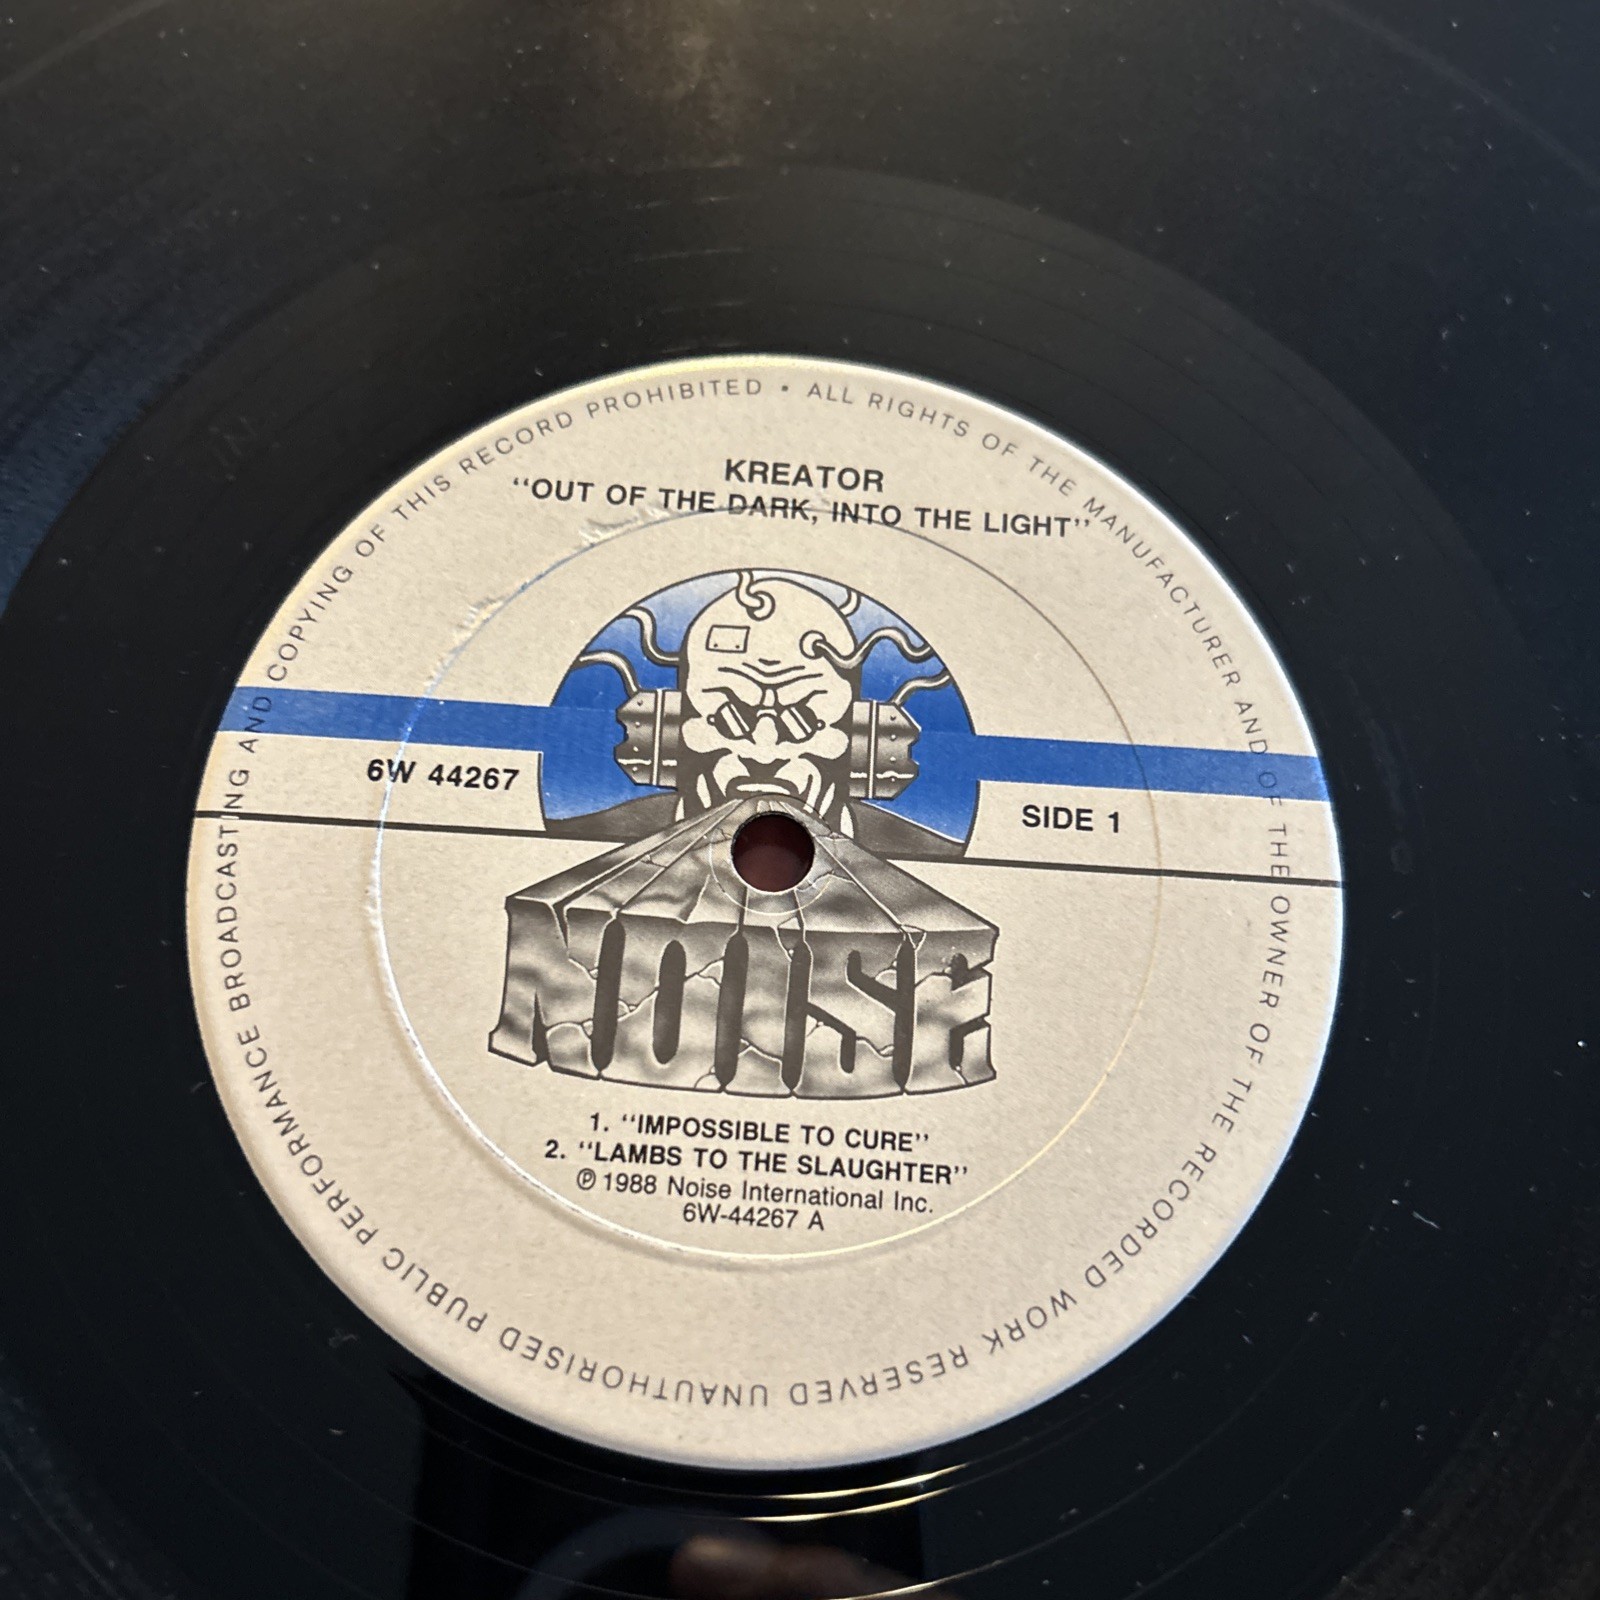 KREATOR
“OUT OF THE DARK, INTO THE LIGHT”
6W 44267
SIDE 1
NOISE
1. “IMPOSSIBLE TO CURE”
2. “LAMBS TO THE SLAUGHTER”
℗ 1988 Noise International Inc.
6W-44267 A
ALL RIGHTS OF THE MANUFACTURER AND OF THE OWNER OF THE RECORDED WORK RESERVED UNAUTHORISED PUBLIC PERFORMANCE BROADCASTING AND COPYING OF THIS RECORD PROHIBITED •